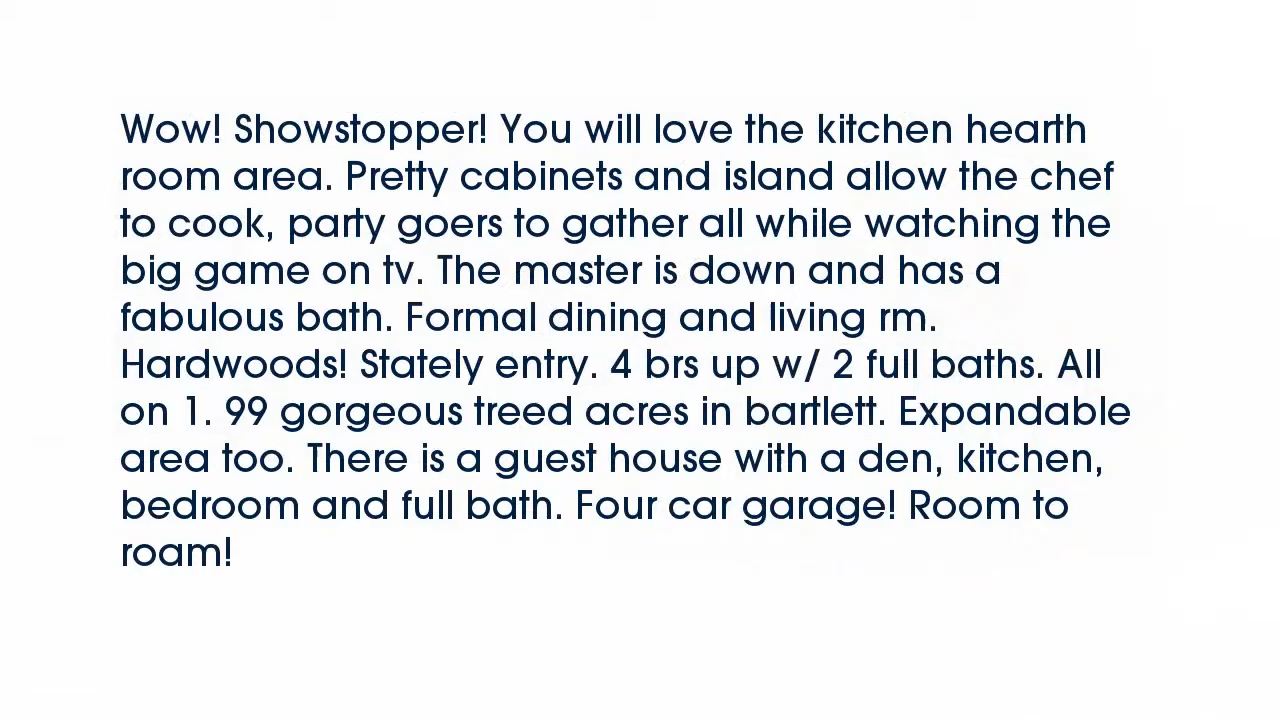 Wow! Showstopper! You will love the kitchen hearth
room area. Pretty cabinets and island allow the chef
to cook, party goers to gather all while watching the
big game on tv. The master is down and has a
fabulous bath. Formal dining and living rm.
Hardwoods! Stately entry. 4 brs up w/ 2 full baths. All
on 1. 99 gorgeous treed acres in bartlett. Expandable
area too. There is a guest house with a den, kitchen,
bedroom and full bath. Four car garage! Room to
roam!